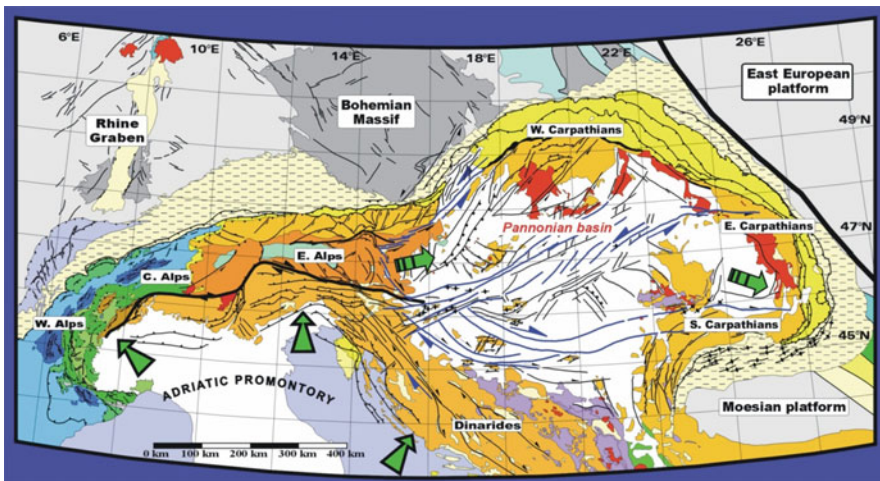 6°E
10°E
14°E
18°E
22°E
26°E
East European
platform
49°N
Rhine
Graben
Bohemian
Massif
W. Carpathians
47°N
Pannonian basin
E. Carpathians
E. Alps
C. Alps
W. Alps
S. Carpathians
45°N
ADRIATIC PROMONTORY
Moesian platform
Dinarides
0 km 100 km 200 km 300 km 400 km